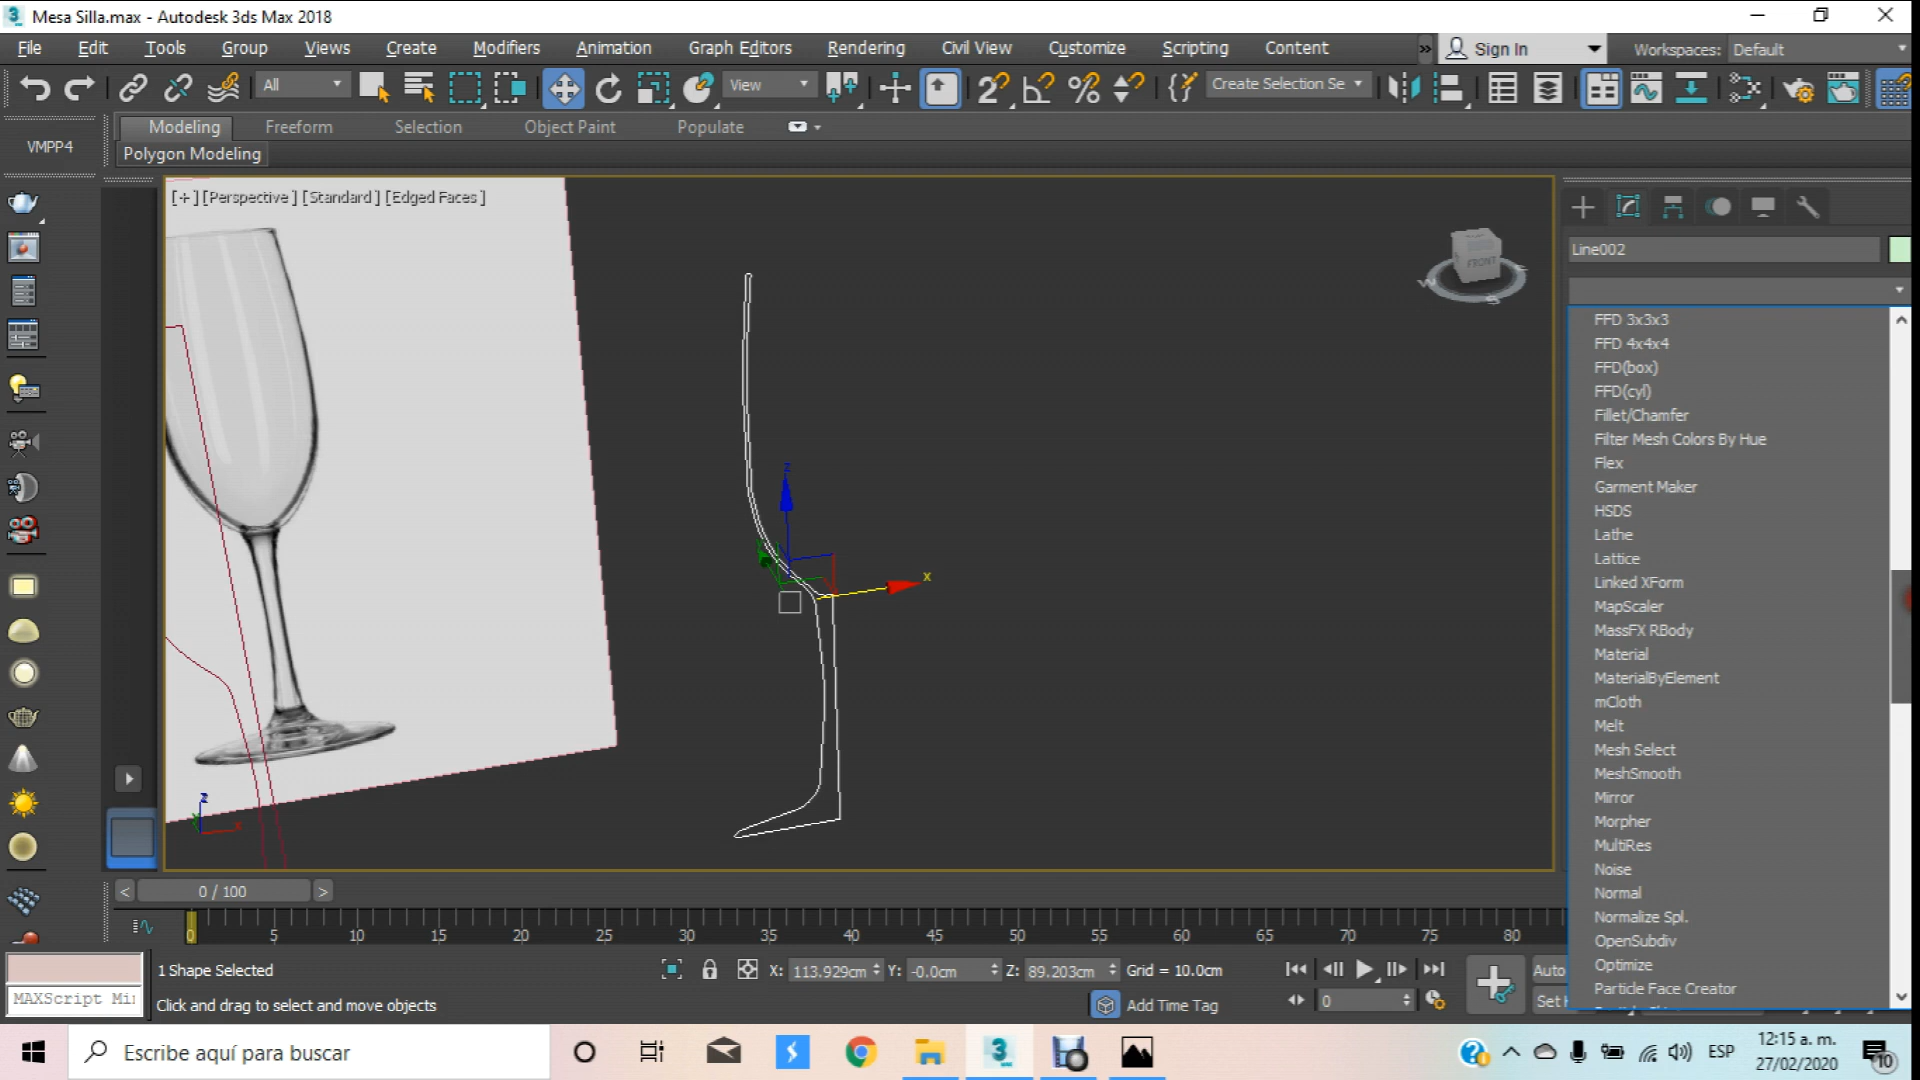 Mesa Silla.max - Autodesk 3ds Max 2018
File Edit Tools Group Views Create Modifiers Animation Graph Editors Rendering Civil View Customize Scripting Content » Sign In Workspaces: Default
All View Create Selection Se
Modeling Freeform Selection Object Paint Populate
VMPP4
Polygon Modeling
[+] [Perspective] [Standard] [Edged Faces]
FRONT
W S
Line002
FFD 3x3x3
FFD 4x4x4
FFD(box)
FFD(cyl)
Fillet/Chamfer
Filter Mesh Colors By Hue
Flex
Garment Maker
HSDS
Lathe
Lattice
Linked XForm
MapScaler
MassFX RBody
Material
MaterialByElement
mCloth
Melt
Mesh Select
MeshSmooth
Mirror
Morpher
MultiRes
Noise
Normal
Normalize Spl.
OpenSubdiv
Optimize
Particle Face Creator
z
x
z
x
< 0 / 100 >
0 5 10 15 20 25 30 35 40 45 50 55 60 65 70 75 80
1 Shape Selected X: 113.929cm Y: -0.0cm Z: 89.203cm Grid = 10.0cm Auto
MAXScript Mi Click and drag to select and move objects Add Time Tag 0 Set
Escribe aquí para buscar
ESP
12:15 a. m.
27/02/2020
10